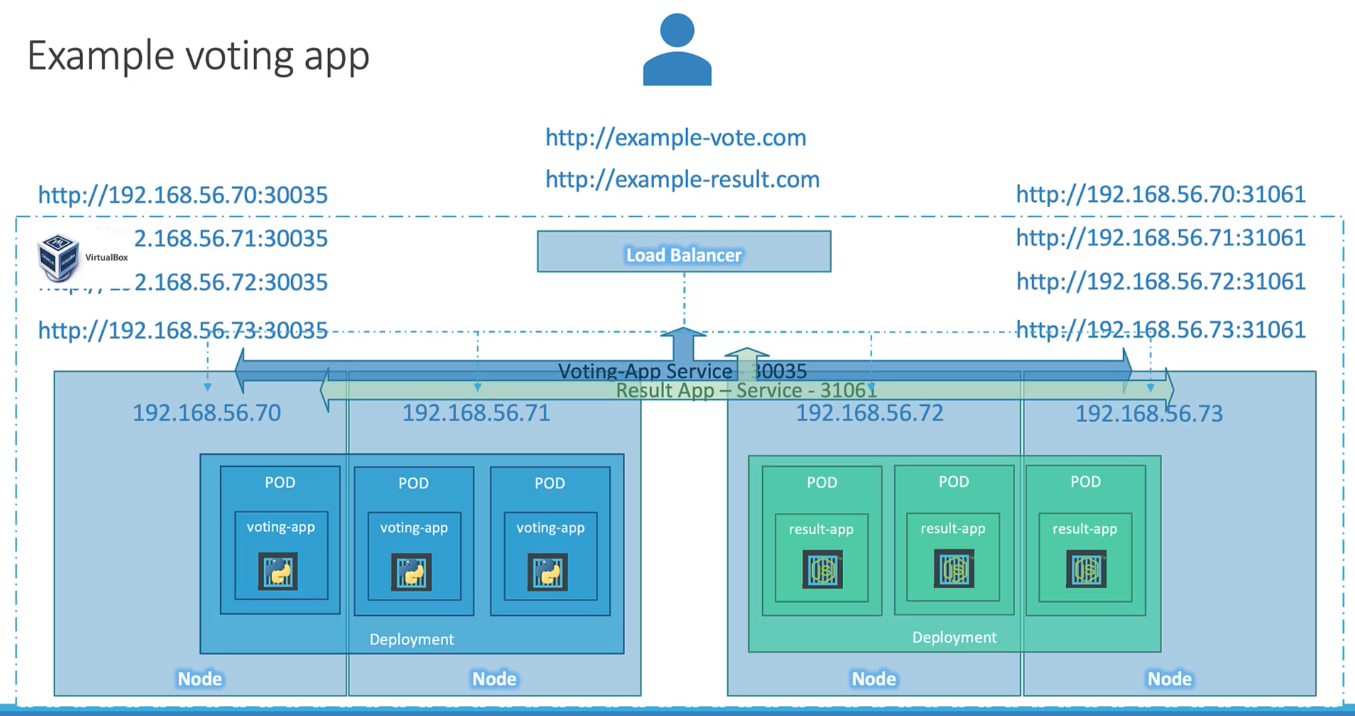 Example voting app
http://example-vote.com
http://example-result.com
http://192.168.56.70:30035
2.168.56.71:30035
2.168.56.72:30035
http://192.168.56.73:30035
VirtualBox
Load Balancer
http://192.168.56.70:31061
http://192.168.56.71:31061
http://192.168.56.72:31061
http://192.168.56.73:31061
Voting-App Service - 30035
Result App – Service - 31061
192.168.56.70
192.168.56.71
192.168.56.72
192.168.56.73
POD
voting-app
POD
voting-app
POD
voting-app
Deployment
POD
result-app
POD
result-app
POD
result-app
Deployment
Node
Node
Node
Node